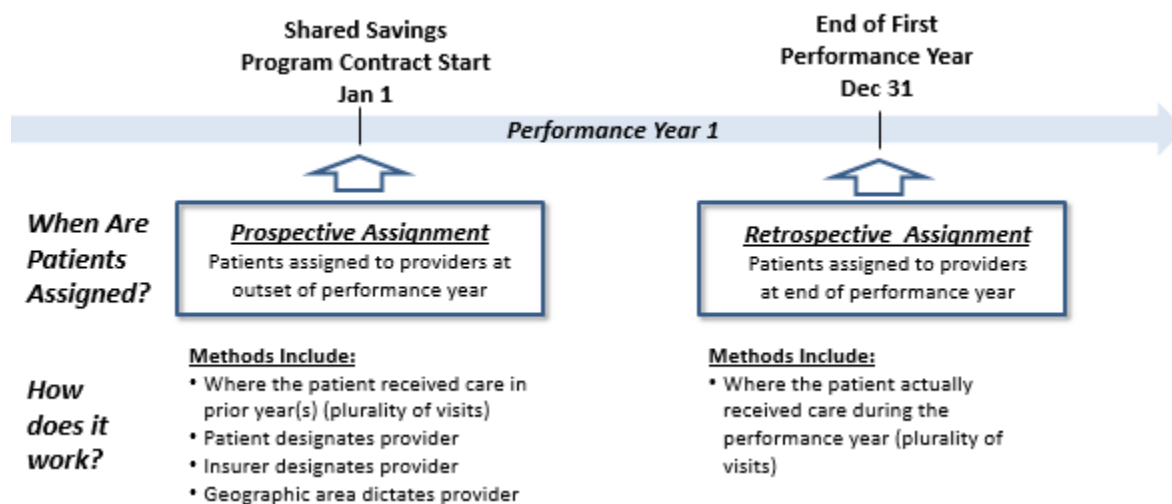 Shared Savings
Program Contract Start
Jan 1
End of First
Performance Year
Dec 31
Performance Year 1
When Are
Patients
Assigned?
Prospective Assignment
Patients assigned to providers at
outset of performance year
Retrospective Assignment
Patients assigned to providers
at end of performance year
How
does it
work?
Methods Include:
• Where the patient received care in
prior year(s) (plurality of visits)
• Patient designates provider
• Insurer designates provider
• Geographic area dictates provider
Methods Include:
• Where the patient actually
received care during the
performance year (plurality of
visits)